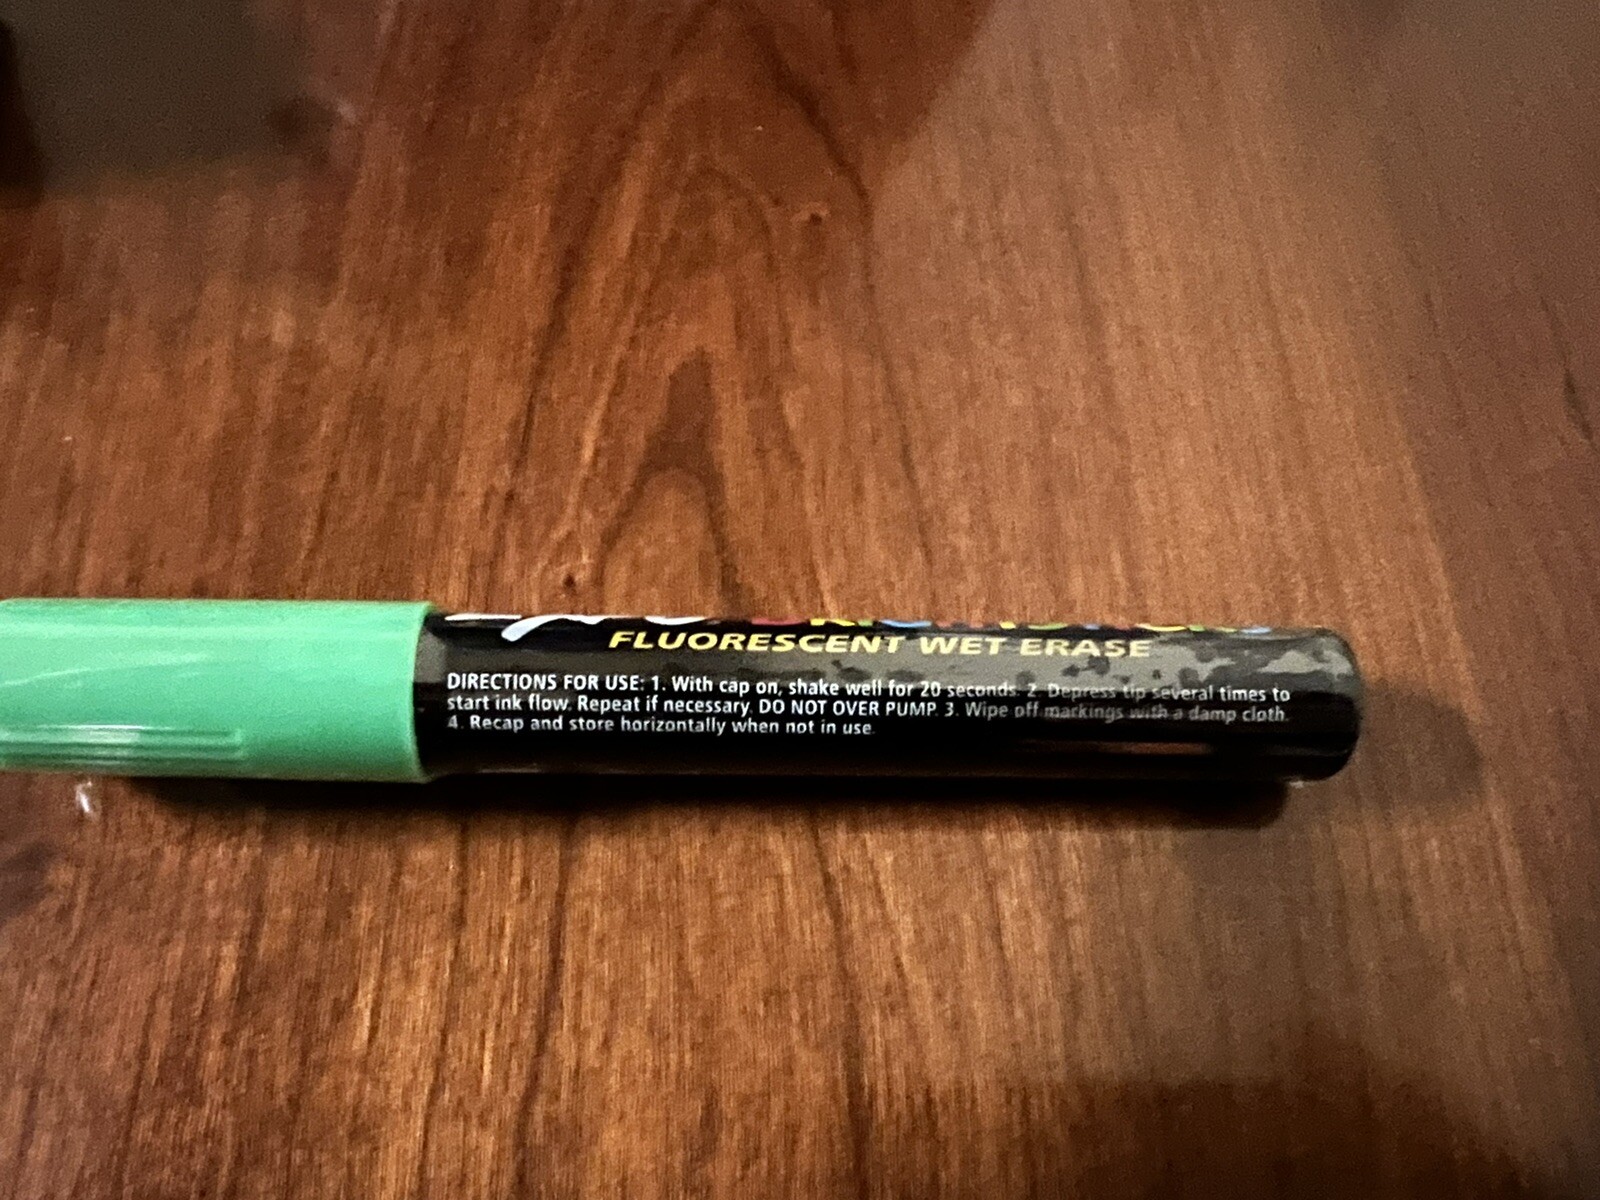 FLUORESCENT WET ERASE
DIRECTIONS FOR USE: 1. With cap on, shake well for 20 seconds. 2. Depress tip several times to
start ink flow. Repeat if necessary. DO NOT OVER PUMP. 3. Wipe off markings with a damp cloth.
4. Recap and store horizontally when not in use.